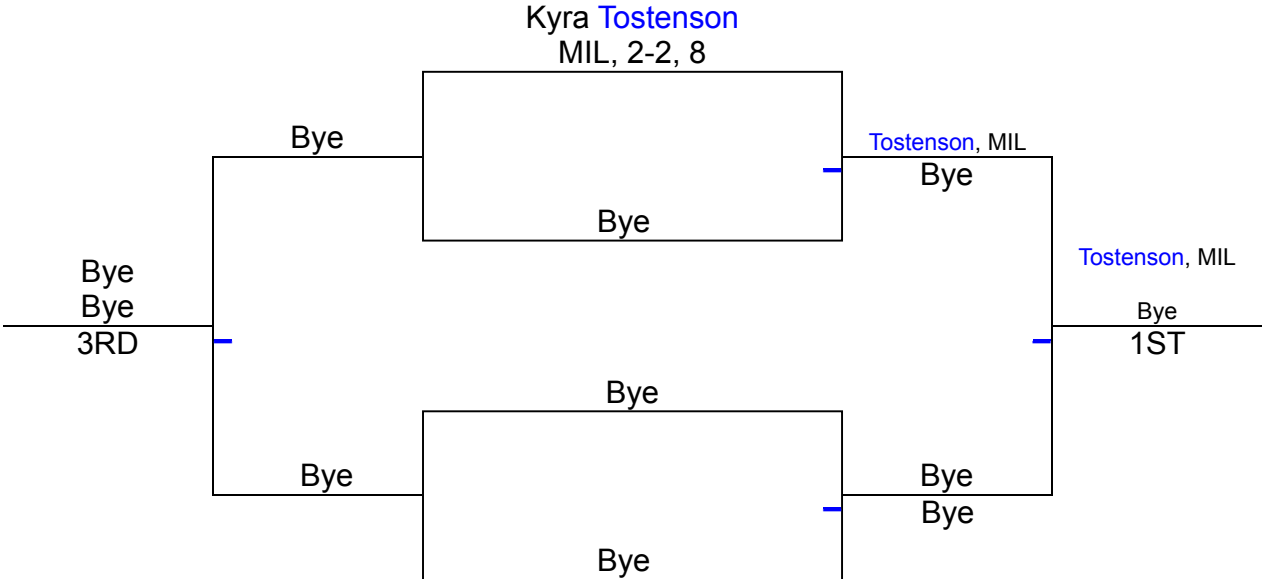 Kyra Tostenson
MIL, 2-2, 8
Bye
Tostenson, MIL
Bye
Bye
Bye
Bye
3RD
Tostenson, MIL
Bye
1ST
Bye
Bye
Bye
Bye
Bye